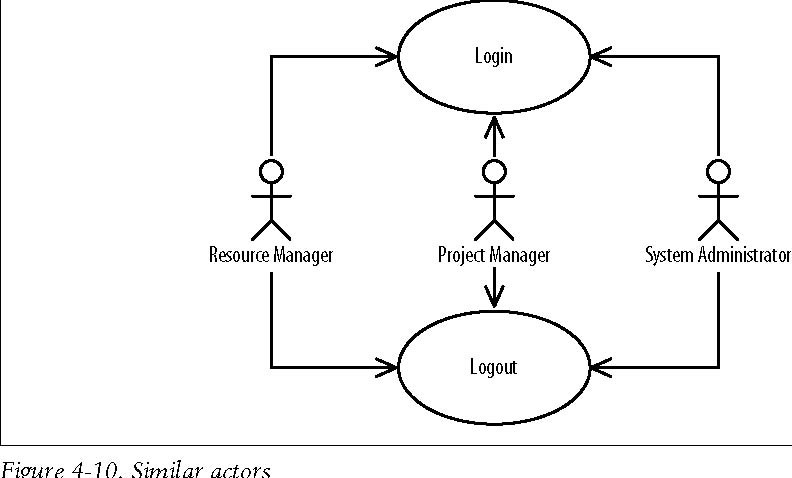 Login
Resource Manager
Project Manager
System Administrator
Logout
Figure 4-10. Similar actors